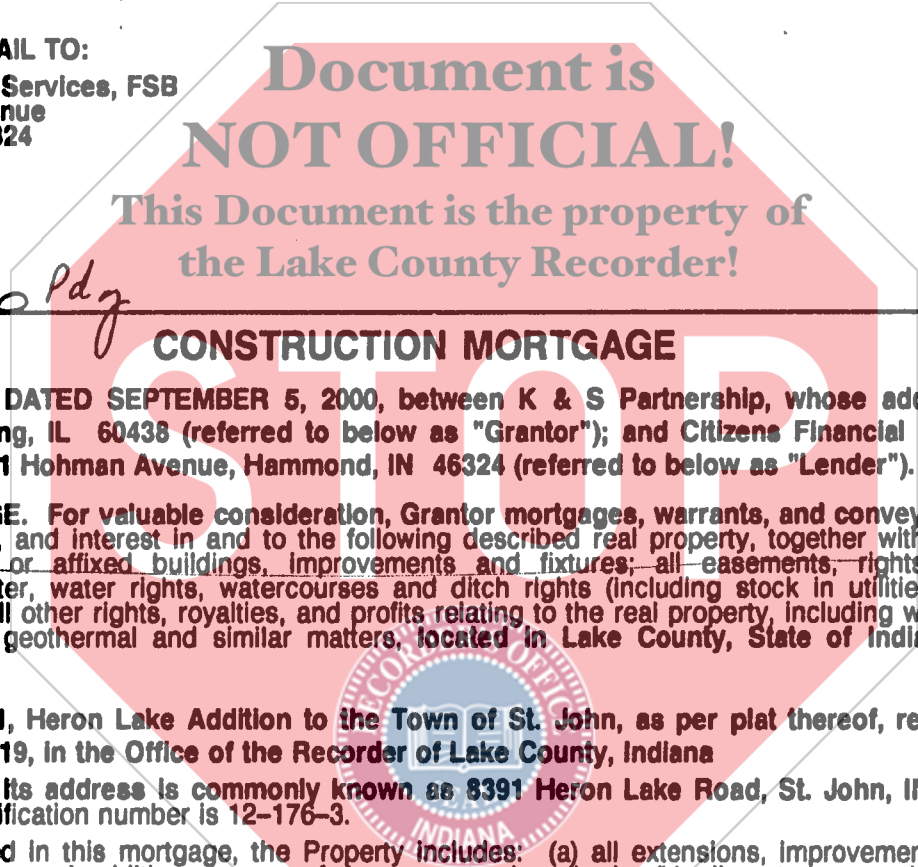 AIL TO:
Services, FSB
nue
324
Document is
NOT OFFICIAL!
This Document is the property of
the Lake County Recorder!
Pd
CONSTRUCTION MORTGAGE
DATED SEPTEMBER 5, 2000, between K & S Partnership, whose add
ng, IL 60438 (referred to below as "Grantor"); and Citizens Financial
1 Hohman Avenue, Hammond, IN 46324 (referred to below as "Lender").
E. For valuable consideration, Grantor mortgages, warrants, and convey
, and interest in and to the following described real property, together with
or affixed buildings, improvements and fixtures; all easements, rights
ter, water rights, watercourses and ditch rights (including stock in utilitie
ll other rights, royalties, and profits relating to the real property, including w
geothermal and similar matters, located in Lake County, State of Indi
STOP
, Heron Lake Addition to the Town of St. John, as per plat thereof, re
19, in the Office of the Recorder of Lake County, Indiana
Its address is commonly known as 8391 Heron Lake Road, St. John, I
ification number is 12-176-3.
d in this mortgage, the Property includes: (a) all extensions, improvemen
SEAL
INDIANA